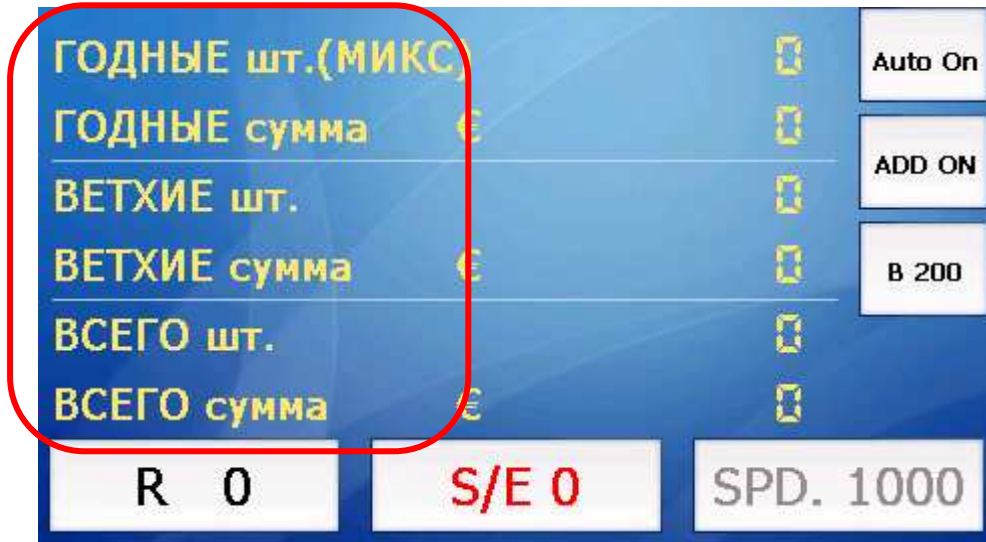 ГОДНЫЕ шт.(МИКС) 0
Auto On
ГОДНЫЕ сумма € 0
ADD ON
ВЕТХИЕ шт. 0
ВЕТХИЕ сумма € 0
B 200
ВСЕГО шт. 0
ВСЕГО сумма € 0
R 0 S/E 0 SPD. 1000